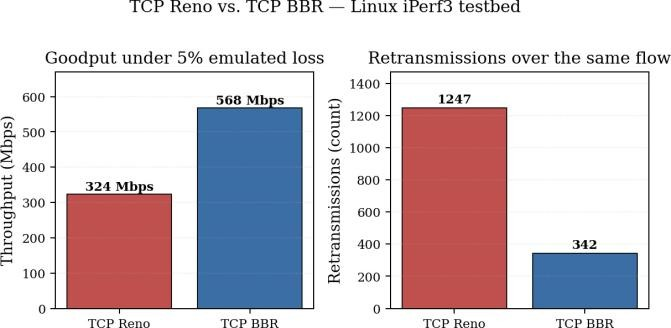 TCP Reno vs. TCP BBR — Linux iPerf3 testbed
Goodput under 5% emulated loss
Throughput (Mbps)
600
500
400
300
200
100
0
324 Mbps
568 Mbps
TCP Reno
TCP BBR
Retransmissions over the same flow
Retransmissions (count)
1400
1200
1000
800
600
400
200
0
1247
342
TCP Reno
TCP BBR